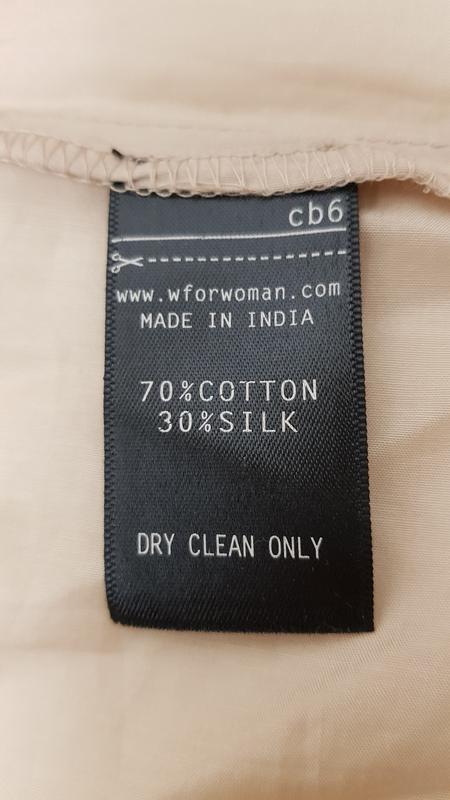 cb6
www.wforwoman.com
MADE IN INDIA
70%COTTON
30%SILK
DRY CLEAN ONLY